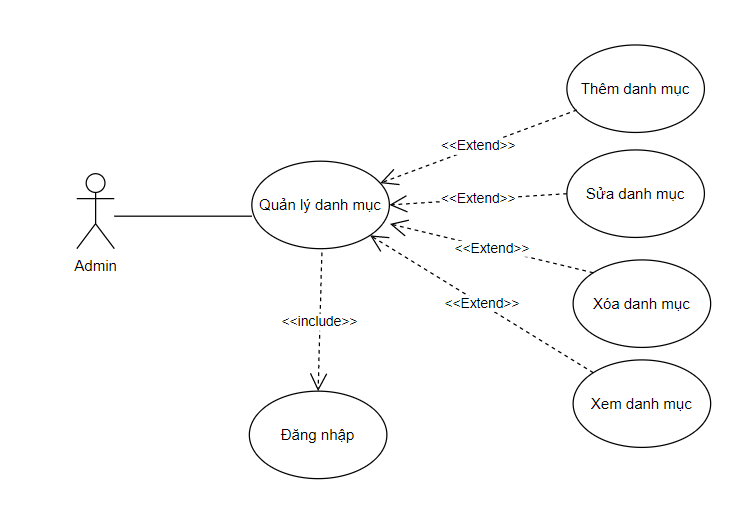 Thêm danh mục
<<Extend>>
Sửa danh mục
<<Extend>>
Quản lý danh mục
<<Extend>>
Admin
Xóa danh mục
<<Extend>>
<<include>>
Xem danh mục
Đăng nhập